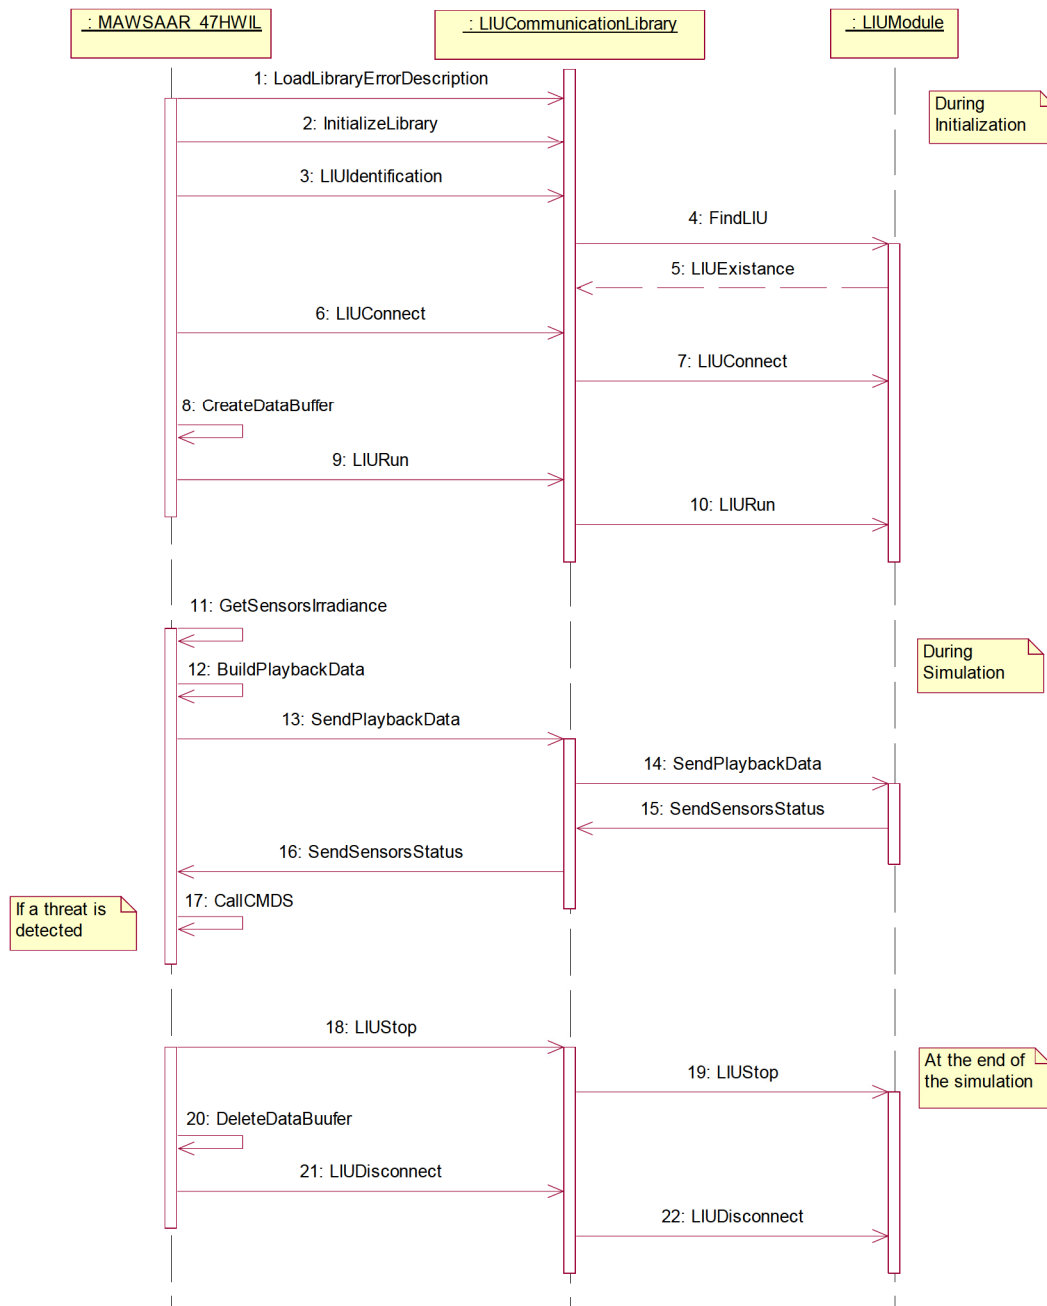 : MAWSAAR_47HWIL
: LIUCommunicationLibrary
: LIUModule
1: LoadLibraryErrorDescription
During
Initialization
2: InitializeLibrary
3: LIUIdentification
4: FindLIU
5: LIUExistance
6: LIUConnect
7: LIUConnect
8: CreateDataBuffer
9: LIURun
10: LIURun
11: GetSensorsIrradiance
During
Simulation
12: BuildPlaybackData
13: SendPlaybackData
14: SendPlaybackData
15: SendSensorsStatus
16: SendSensorsStatus
17: CallCMDS
If a threat is
detected
18: LIUStop
At the end of
the simulation
19: LIUStop
20: DeleteDataBuufer
21: LIUDisconnect
22: LIUDisconnect